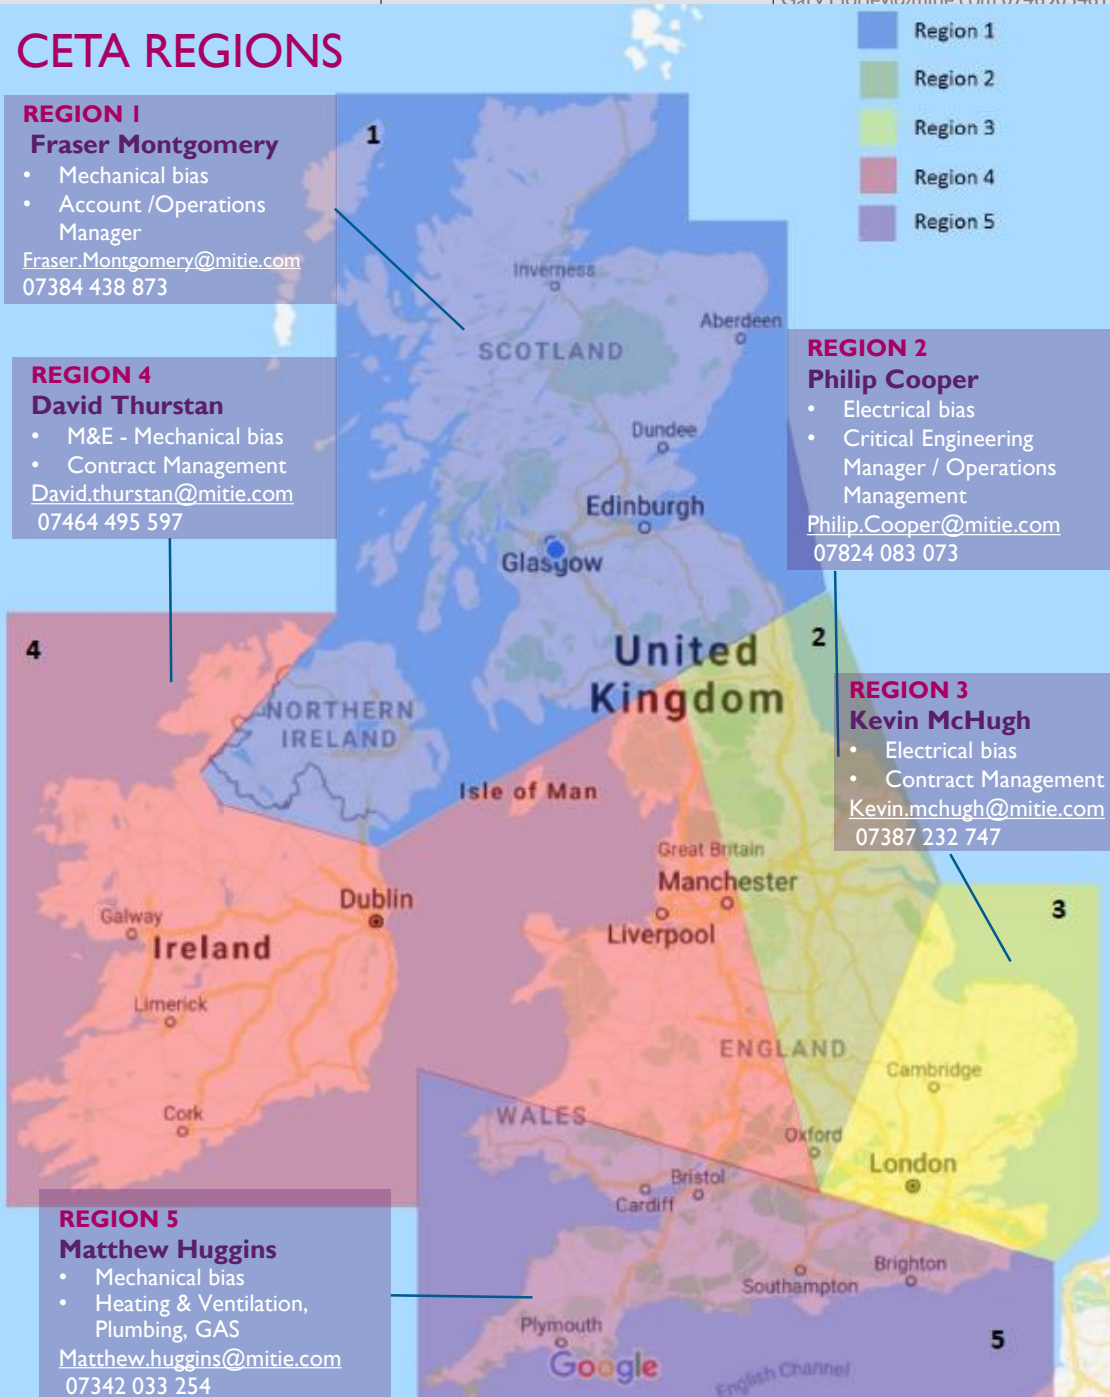 CETA REGIONS
REGION 1
Fraser Montgomery
• Mechanical bias
• Account /Operations
Manager
Fraser.Montgomery@mitie.com
07384 438 873
REGION 4
David Thurstan
• M&E - Mechanical bias
• Contract Management
David.thurstan@mitie.com
07464 495 597
Region 1
Region 2
Region 3
Region 4
Region 5
REGION 2
Philip Cooper
• Electrical bias
• Critical Engineering
Manager / Operations
Management
Philip.Cooper@mitie.com
07824 083 073
REGION 3
Kevin McHugh
• Electrical bias
• Contract Management
Kevin.mchugh@mitie.com
07387 232 747
REGION 5
Matthew Huggins
• Mechanical bias
• Heating & Ventilation,
Plumbing, GAS
Matthew.huggins@mitie.com
07342 033 254
1
Inverness
Aberdeen
SCOTLAND
Dundee
Edinburgh
Glasgow
United
Kingdom
2
4
NORTHERN
IRELAND
Isle of Man
Great Britain
Manchester
Liverpool
Dublin
Galway
Ireland
Limerick
Cork
3
ENGLAND
Cambridge
WALES
Oxford
London
Bristol
Cardiff
Brighton
Southampton
Plymouth
5
Google
English Channel